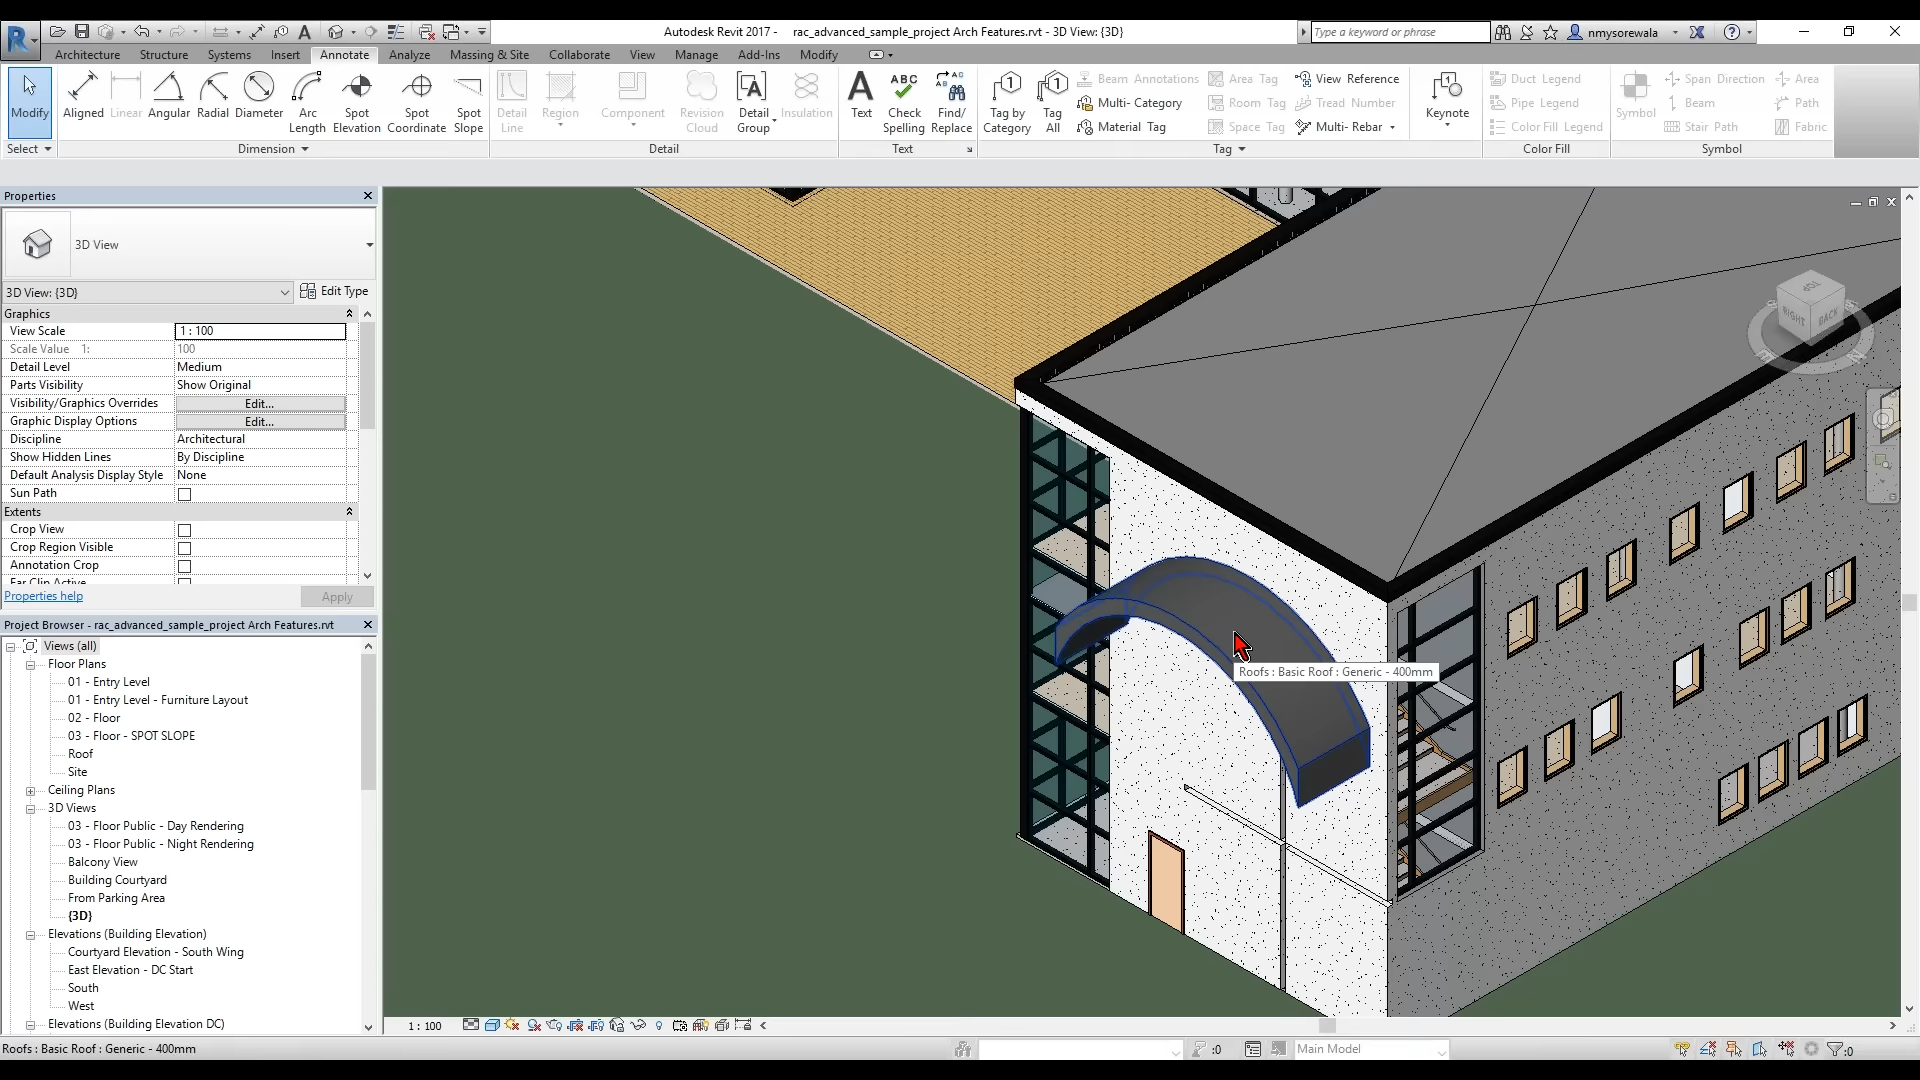 Autodesk Revit 2017 - rac_advanced_sample_project Arch Features.rvt - 3D View: {3D}
Type a keyword or phrase
nmysorewala
Architecture Structure Systems Insert Annotate Analyze Massing & Site Collaborate View Manage Add-Ins Modify
Modify
Aligned
Linear
Angular
Radial
Diameter
Arc
Length
Spot
Elevation
Spot
Coordinate
Spot
Slope
Detail
Line
Region
Component
Revision
Cloud
Detail
Group
Insulation
Text
ABC
Check
Spelling
Find/
Replace
Tag by
Category
Tag
All
Beam Annotations
Multi- Category
Material Tag
Area Tag
Room Tag
Space Tag
View Reference
Tread Number
Multi- Rebar
Keynote
Duct Legend
Pipe Legend
Color Fill Legend
Symbol
Span Direction
Beam
Stair Path
Area
Path
Fabric
Select Dimension Detail Text Tag Color Fill Symbol
Properties
3D View
3D View: {3D}
Edit Type
Graphics
View Scale 1 : 100
Scale Value 1: 100
Detail Level Medium
Parts Visibility Show Original
Visibility/Graphics Overrides Edit...
Graphic Display Options Edit...
Discipline Architectural
Show Hidden Lines By Discipline
Default Analysis Display Style None
Sun Path
Extents
Crop View
Crop Region Visible
Annotation Crop
Far Clip Active
Properties help
Apply
Project Browser - rac_advanced_sample_project Arch Features.rvt
Views (all)
Floor Plans
01 - Entry Level
01 - Entry Level - Furniture Layout
02 - Floor
03 - Floor - SPOT SLOPE
Roof
Site
Ceiling Plans
3D Views
03 - Floor Public - Day Rendering
03 - Floor Public - Night Rendering
Balcony View
Building Courtyard
From Parking Area
{3D}
Elevations (Building Elevation)
Courtyard Elevation - South Wing
East Elevation - DC Start
South
West
Elevations (Building Elevation DC)
TOP
RIGHT
BACK
Roofs : Basic Roof : Generic - 400mm
1 : 100
Roofs : Basic Roof : Generic - 400mm
:0
Main Model
:0